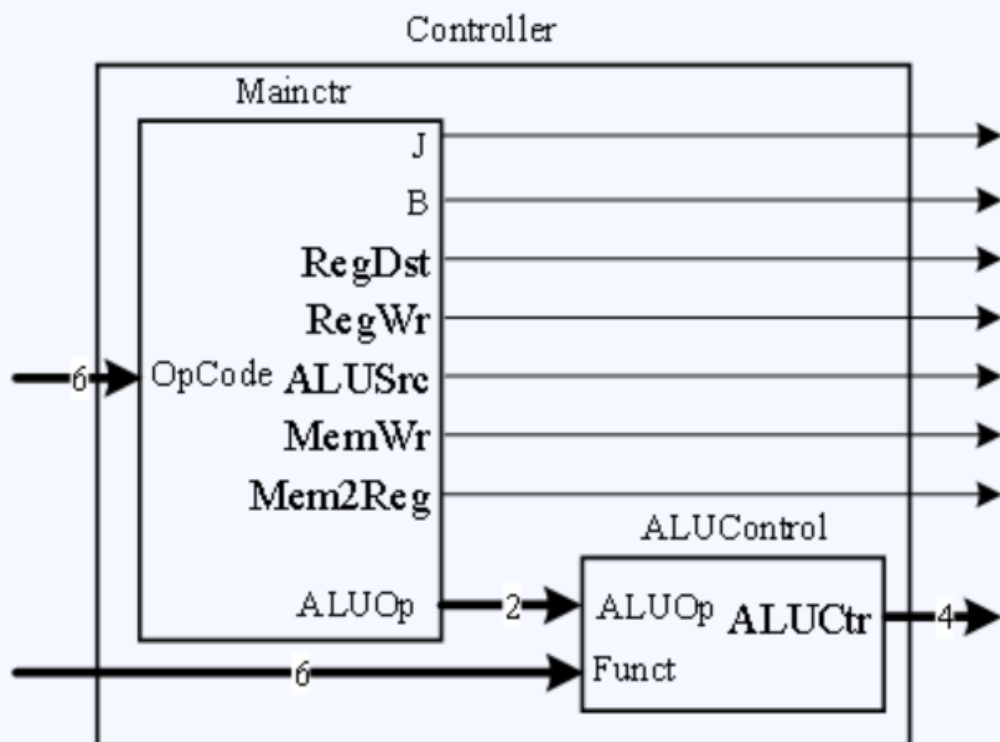 Controller
Mainctr
J
B
RegDst
RegWr
6
OpCode ALUSrc
MemWr
Mem2Reg
ALUControl
ALUOp
2
ALUOp ALUCtr
4
6
Funct